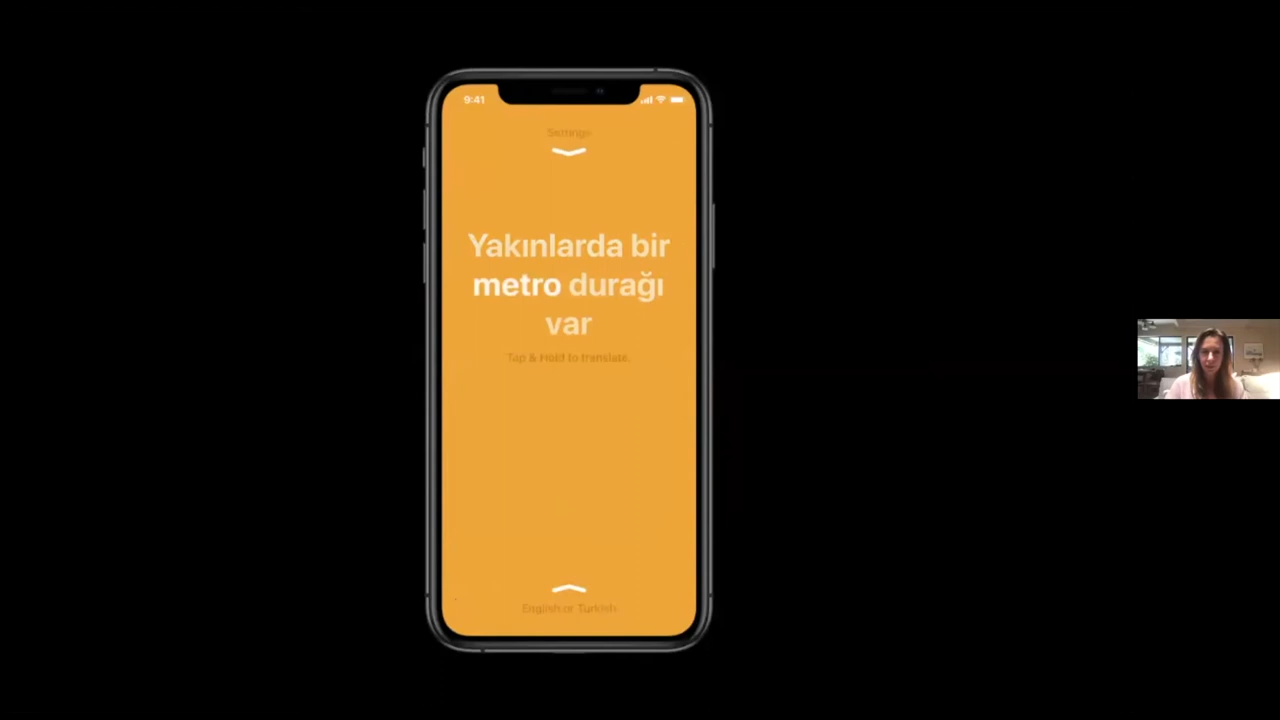 9:41
Settings
Yakınlarda bir
metro durağı
var
Tap & Hold to translate.
English or Turkish